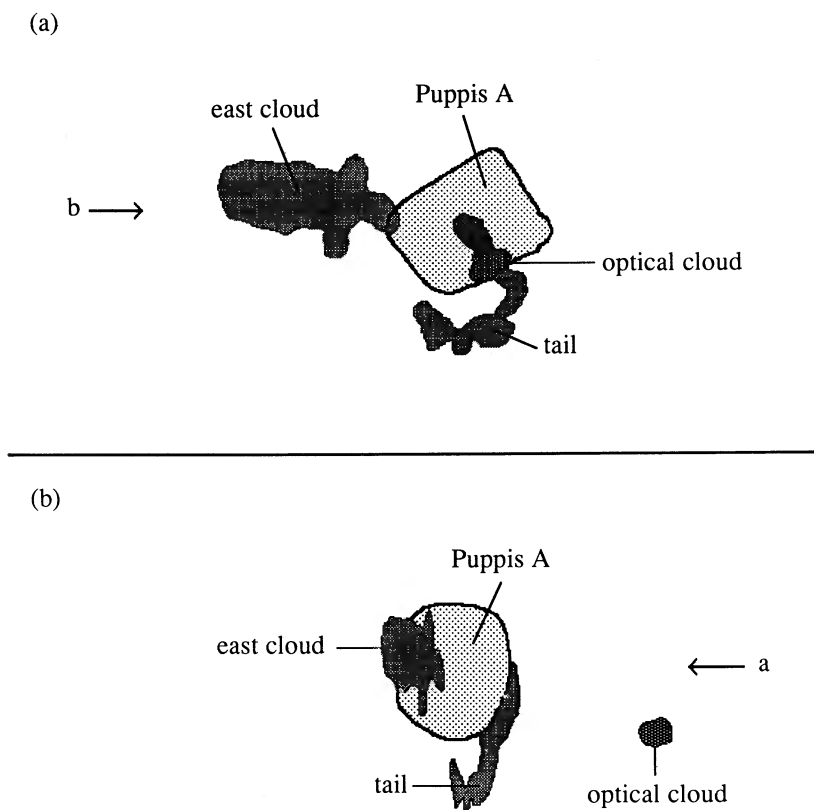 (a)
Puppis A
east cloud
b
optical cloud
tail
(b)
Puppis A
east cloud
a
tail
optical cloud